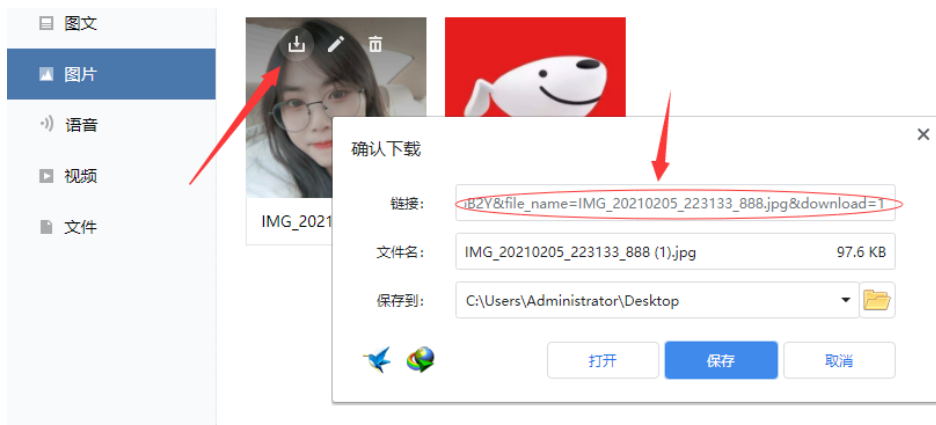 图文
图片
语音
视频
文件
IMG_2021
确认下载
链接:
B2Y&file_name=IMG_20210205_223133_888.jpg&download=1
文件名:
IMG_20210205_223133_888 (1).jpg
97.6 KB
保存到:
C:\Users\Administrator\Desktop
打开
保存
取消